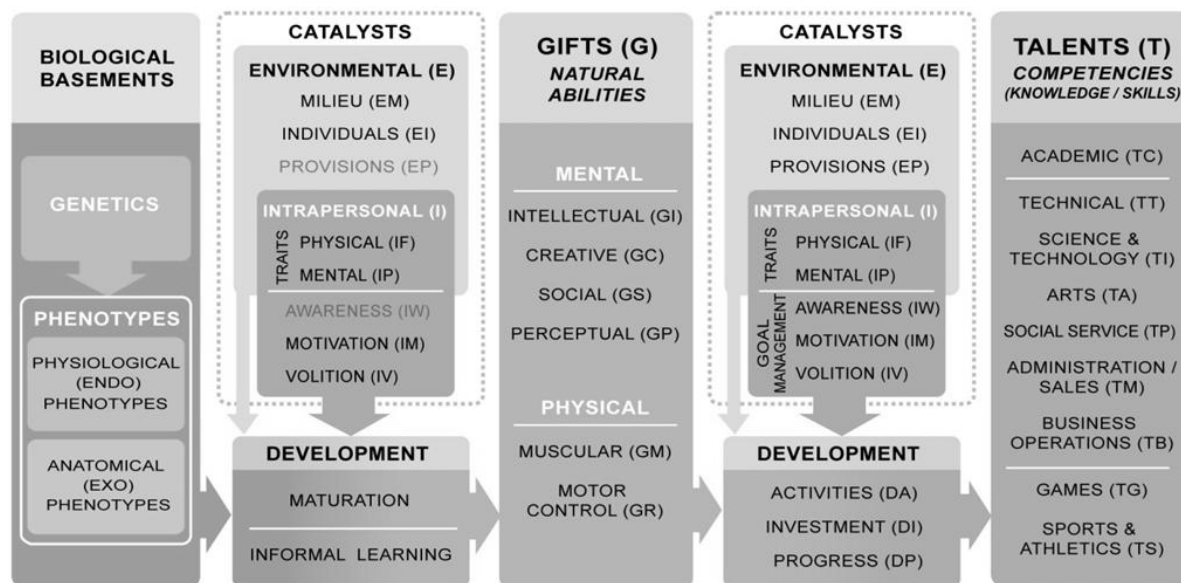 BIOLOGICAL
BASEMENTS
GENETICS
PHENOTYPES
PHYSIOLOGICAL
(ENDO)
PHENOTYPES
ANATOMICAL
(EXO)
PHENOTYPES
CATALYSTS
ENVIRONMENTAL (E)
MILIEU (EM)
INDIVIDUALS (EI)
PROVISIONS (EP)
INTRAPERSONAL (I)
TRAITS
PHYSICAL (IF)
MENTAL (IP)
AWARENESS (IW)
MOTIVATION (IM)
VOLITION (IV)
DEVELOPMENT
MATURATION
INFORMAL LEARNING
GIFTS (G)
NATURAL
ABILITIES
MENTAL
INTELLECTUAL (GI)
CREATIVE (GC)
SOCIAL (GS)
PERCEPTUAL (GP)
PHYSICAL
MUSCULAR (GM)
MOTOR
CONTROL (GR)
CATALYSTS
ENVIRONMENTAL (E)
MILIEU (EM)
INDIVIDUALS (EI)
PROVISIONS (EP)
INTRAPERSONAL (I)
TRAITS
PHYSICAL (IF)
MENTAL (IP)
GOAL
MANAGEMENT
AWARENESS (IW)
MOTIVATION (IM)
VOLITION (IV)
DEVELOPMENT
ACTIVITIES (DA)
INVESTMENT (DI)
PROGRESS (DP)
TALENTS (T)
COMPETENCIES
(KNOWLEDGE / SKILLS)
ACADEMIC (TC)
TECHNICAL (TT)
SCIENCE &
TECHNOLOGY (TI)
ARTS (TA)
SOCIAL SERVICE (TP)
ADMINISTRATION /
SALES (TM)
BUSINESS
OPERATIONS (TB)
GAMES (TG)
SPORTS &
ATHLETICS (TS)